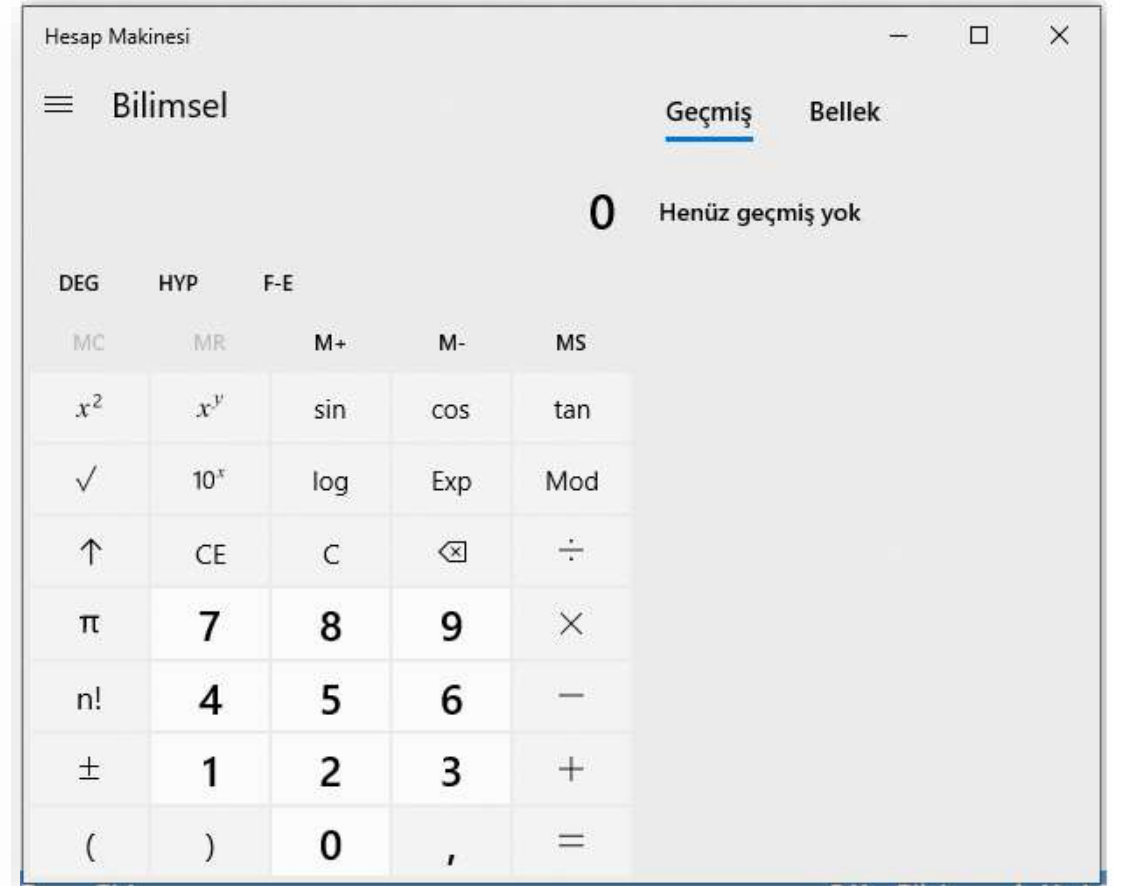 Hesap Makinesi
Bilimsel
Geçmiş Bellek
0
Henüz geçmiş yok
DEG HYP F-E
MC MR M+ M- MS
x² xʸ sin cos tan
√ 10ˣ log Exp Mod
↑ CE C ⌫ ÷
π 7 8 9 ×
n! 4 5 6 −
± 1 2 3 +
( ) 0 , =